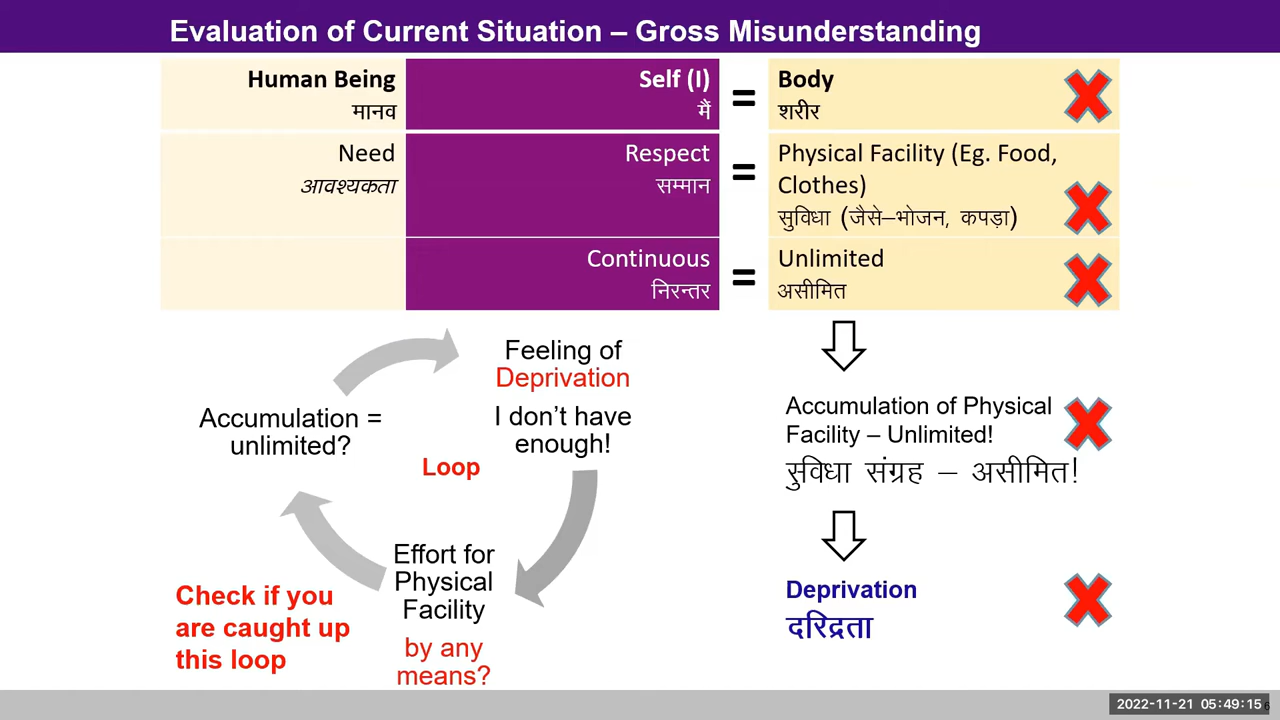 Evaluation of Current Situation – Gross Misunderstanding
Human Being
मानव
Self (I)
मैं
=
Body
शरीर
Need
आवश्यकता
Respect
सम्मान
=
Physical Facility (Eg. Food,
Clothes)
सुविधा (जैसे–भोजन, कपड़ा)
Continuous
निरन्तर
=
Unlimited
असीमित
Feeling of
Deprivation
I don’t have
enough!
Accumulation =
unlimited?
Loop
Effort for
Physical
Facility
by any
means?
Check if you
are caught up
this loop
Accumulation of Physical
Facility – Unlimited!
सुविधा संग्रह – असीमित!
Deprivation
दरिद्रता
2022-11-21 05:49:15
6